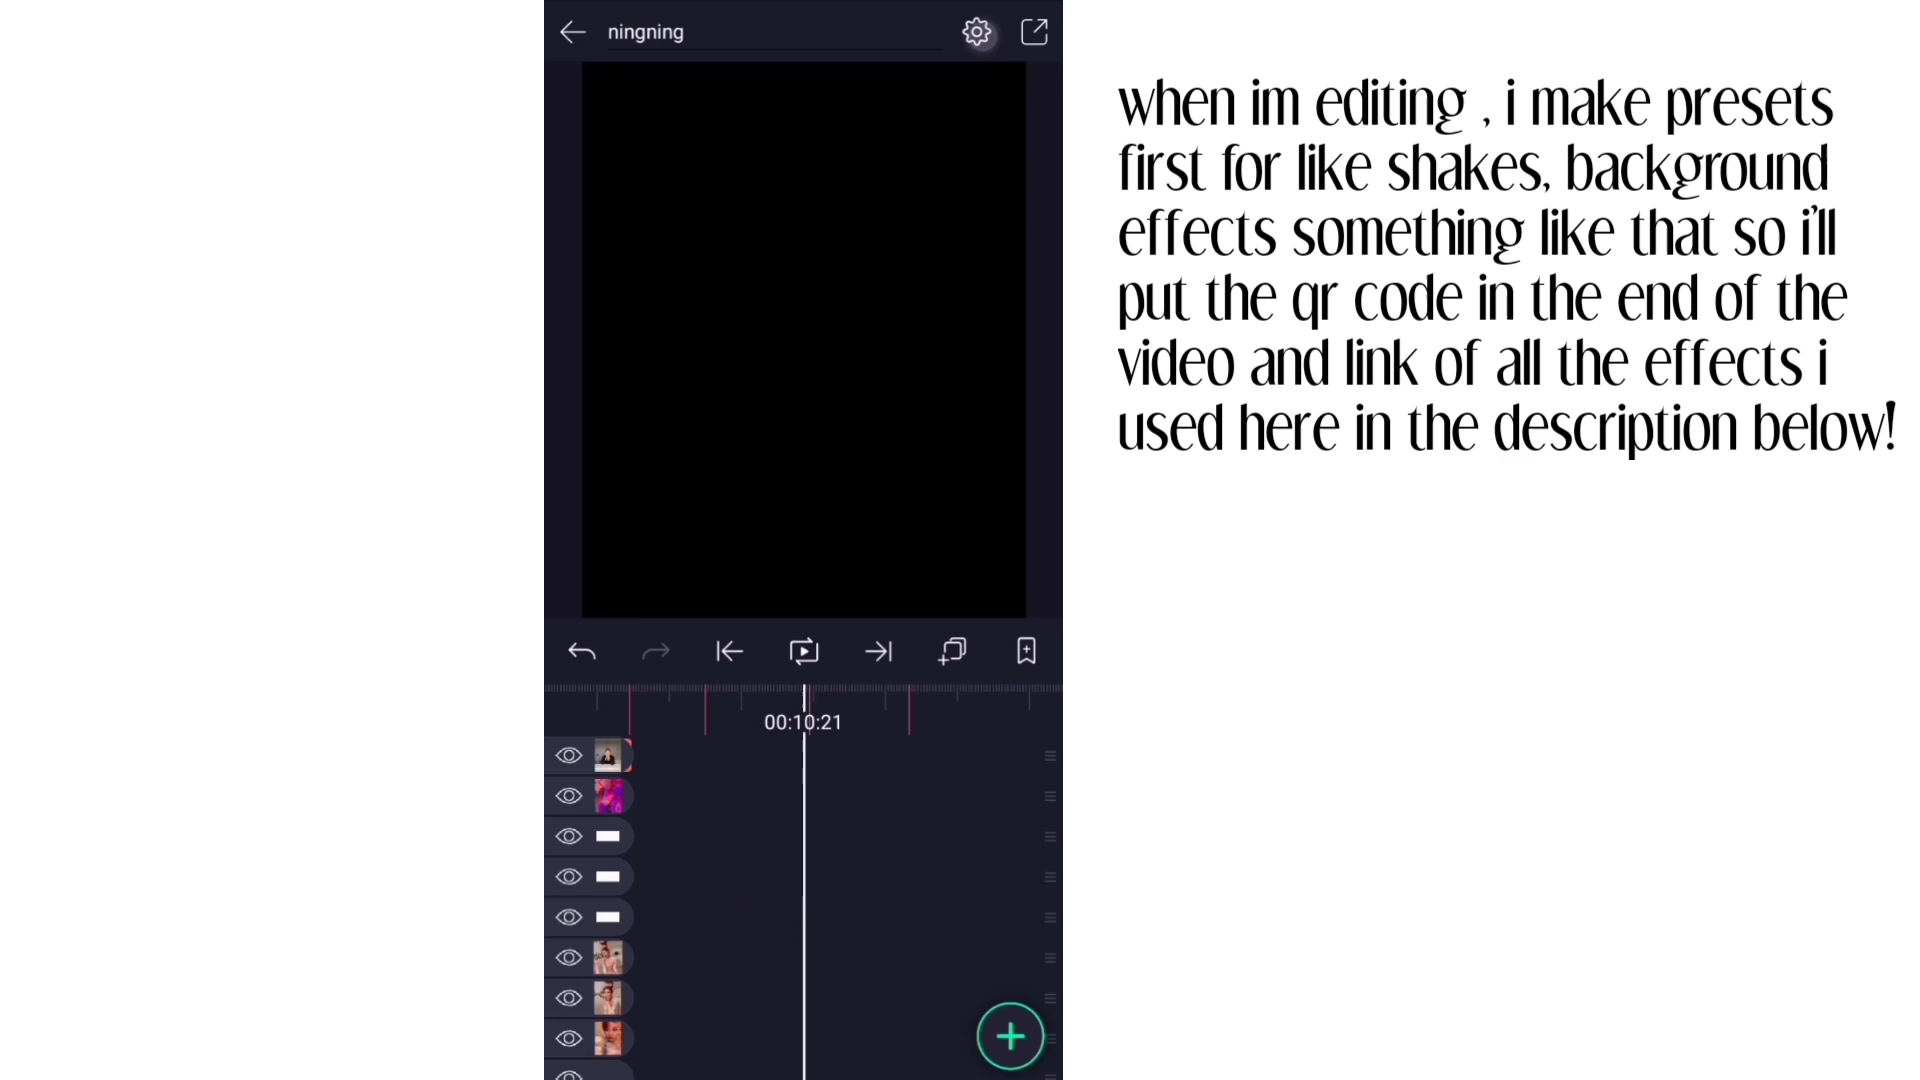 ningning
when im editing , i make presets
first for like shakes, background
effects something like that so i'll
put the qr code in the end of the
video and link of all the effects i
used here in the description below!
00:10:21